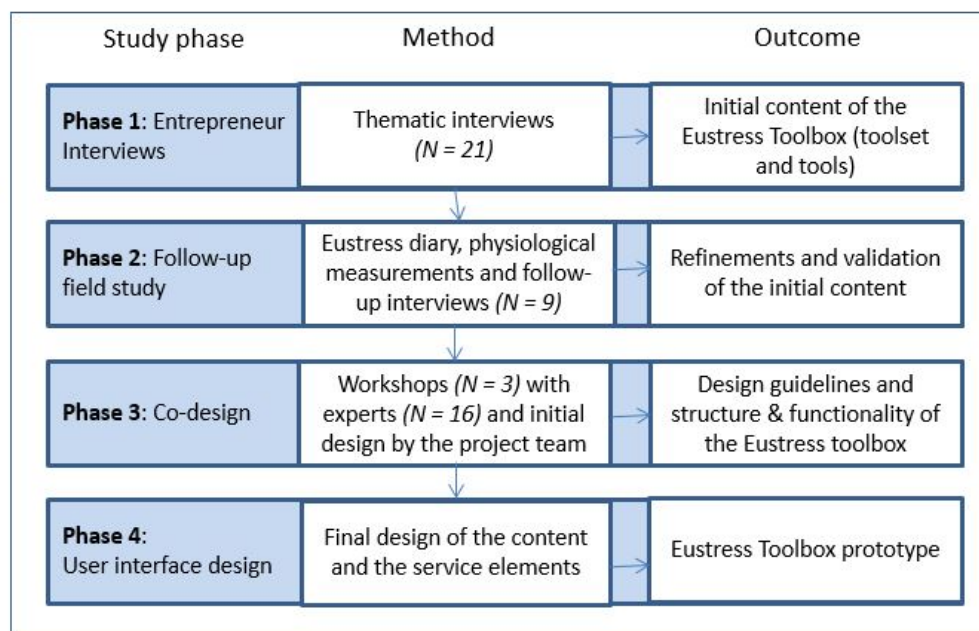 Study phase
Method
Outcome
Phase 1: Entrepreneur
Interviews
Thematic interviews
(N = 21)
Initial content of the
Eustress Toolbox (toolset
and tools)
Phase 2: Follow-up
field study
Eustress diary, physiological
measurements and follow-
up interviews (N = 9)
Refinements and validation
of the initial content
Phase 3: Co-design
Workshops (N = 3) with
experts (N = 16) and initial
design by the project team
Design guidelines and
structure & functionality of
the Eustress toolbox
Phase 4:
User interface design
Final design of the content
and the service elements
Eustress Toolbox prototype